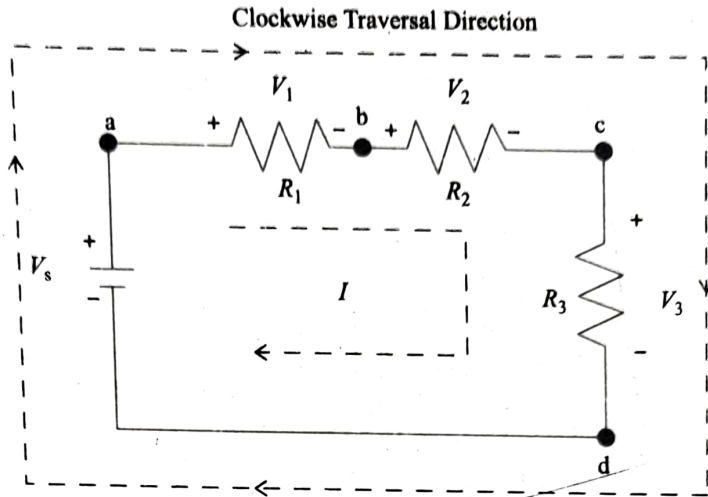 Clockwise Traversal Direction
V₁ V₂
a + - b + - c
R₁ R₂
+ +
Vₛ I R₃ V₃
- -
d